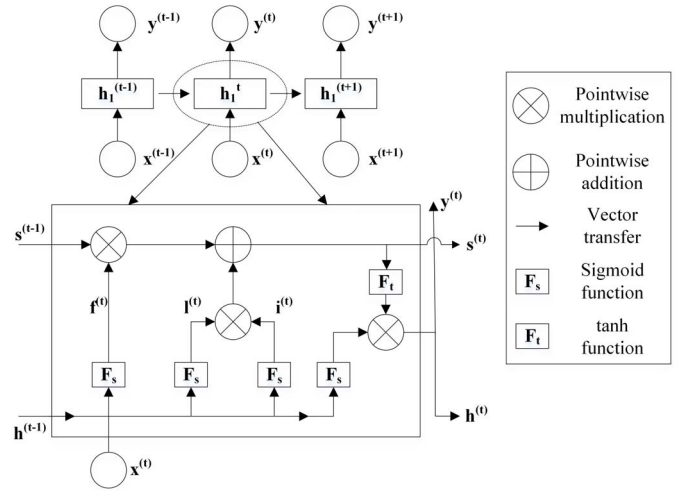 y(t-1) y(t) y(t+1)
h1(t-1) h1t h1(t+1)
x(t-1) x(t) x(t+1)
s(t-1)
f(t) l(t) i(t)
Fs Fs Fs Fs
Ft
y(t)
s(t)
h(t-1)
h(t)
x(t)
Pointwise
multiplication
Pointwise
addition
Vector
transfer
Fs
Sigmoid
function
Ft
tanh
function